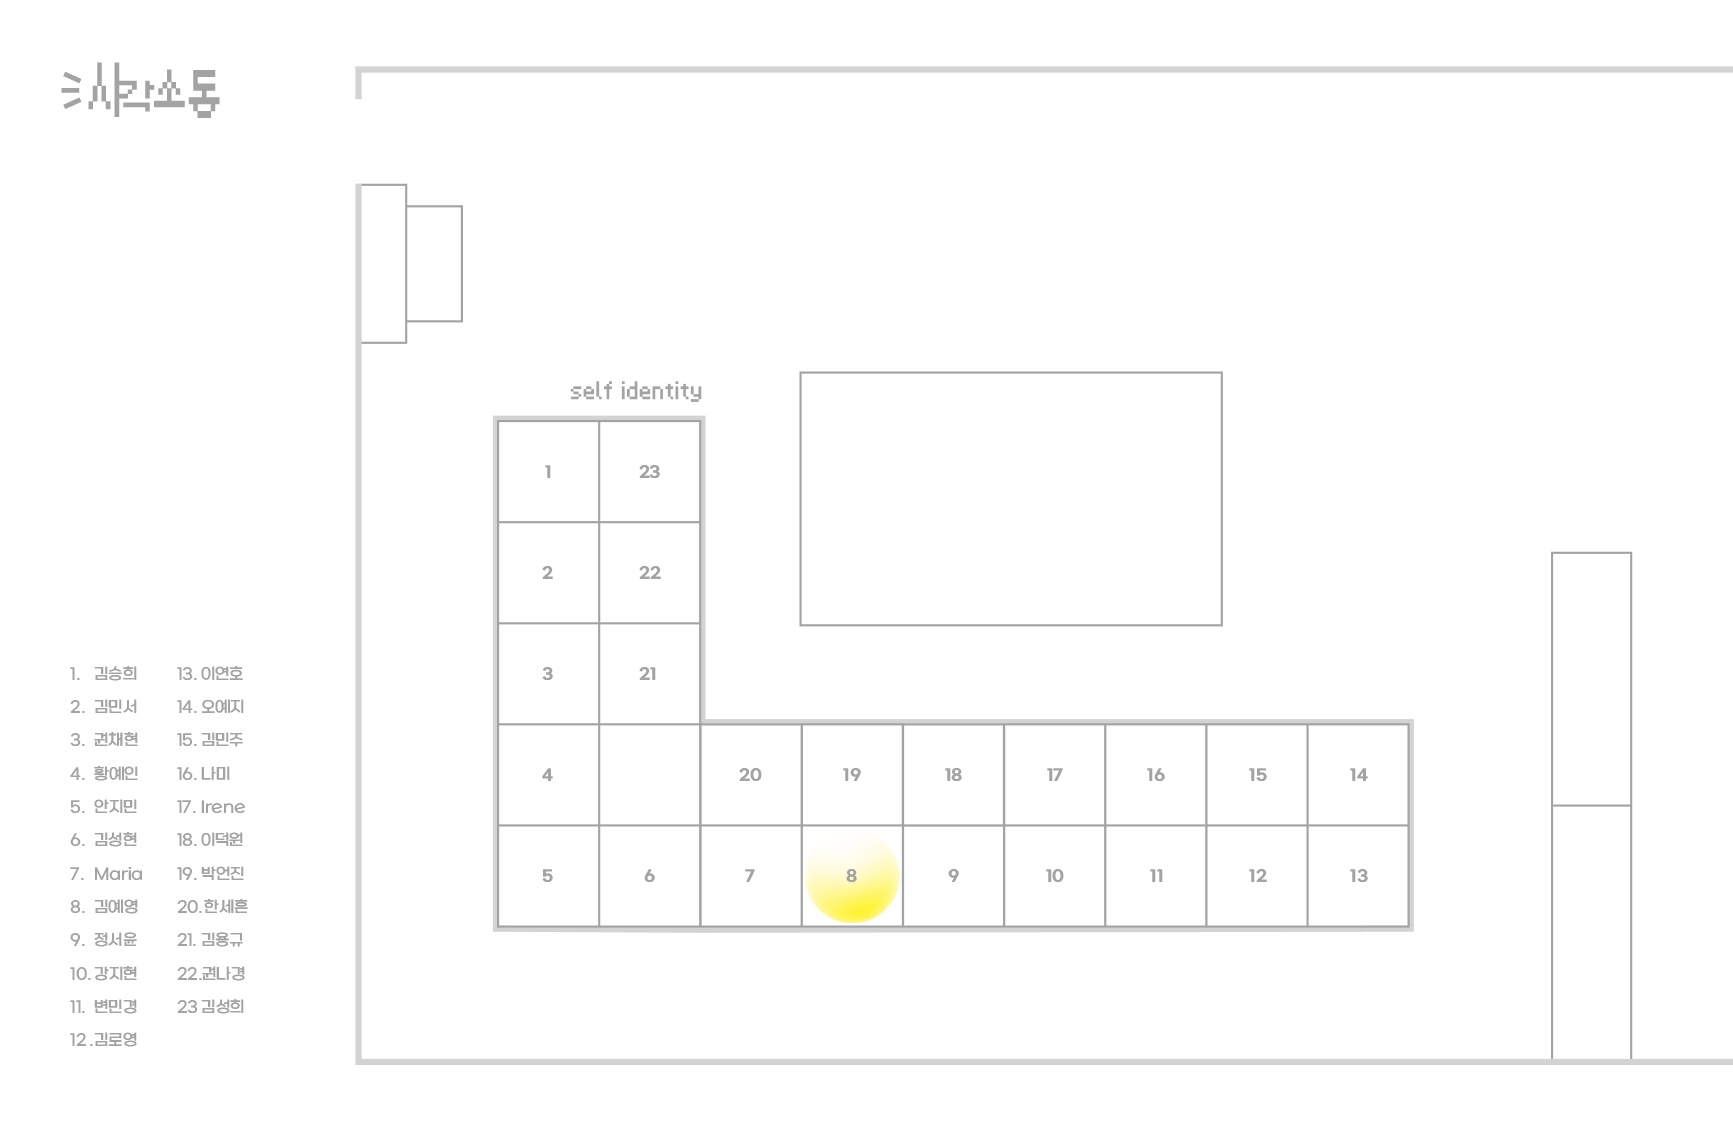 사각소동
self identity
1 23
2 22
3 21
4 20 19 18 17 16 15 14
5 6 7 8 9 10 11 12 13
1. 김승희
2. 김민서
3. 권채현
4. 황예인
5. 안지민
6. 김성현
7. Maria
8. 김예영
9. 정서윤
10. 강지현
11. 변민경
12 .김로영
13. 이연호
14. 오예지
15. 김민주
16. 나미
17. Irene
18. 이덕원
19. 박언진
20. 한세흔
21. 김용규
22.권나경
23 김성희